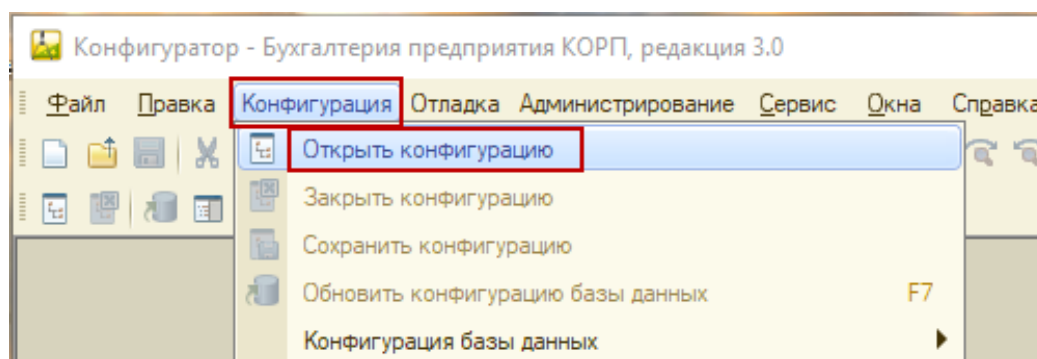 Конфигуратор - Бухгалтерия предприятия КОРП, редакция 3.0
Файл Правка Конфигурация Отладка Администрирование Сервис Окна Справка
Открыть конфигурацию
Закрыть конфигурацию
Сохранить конфигурацию
Обновить конфигурацию базы данных F7
Конфигурация базы данных